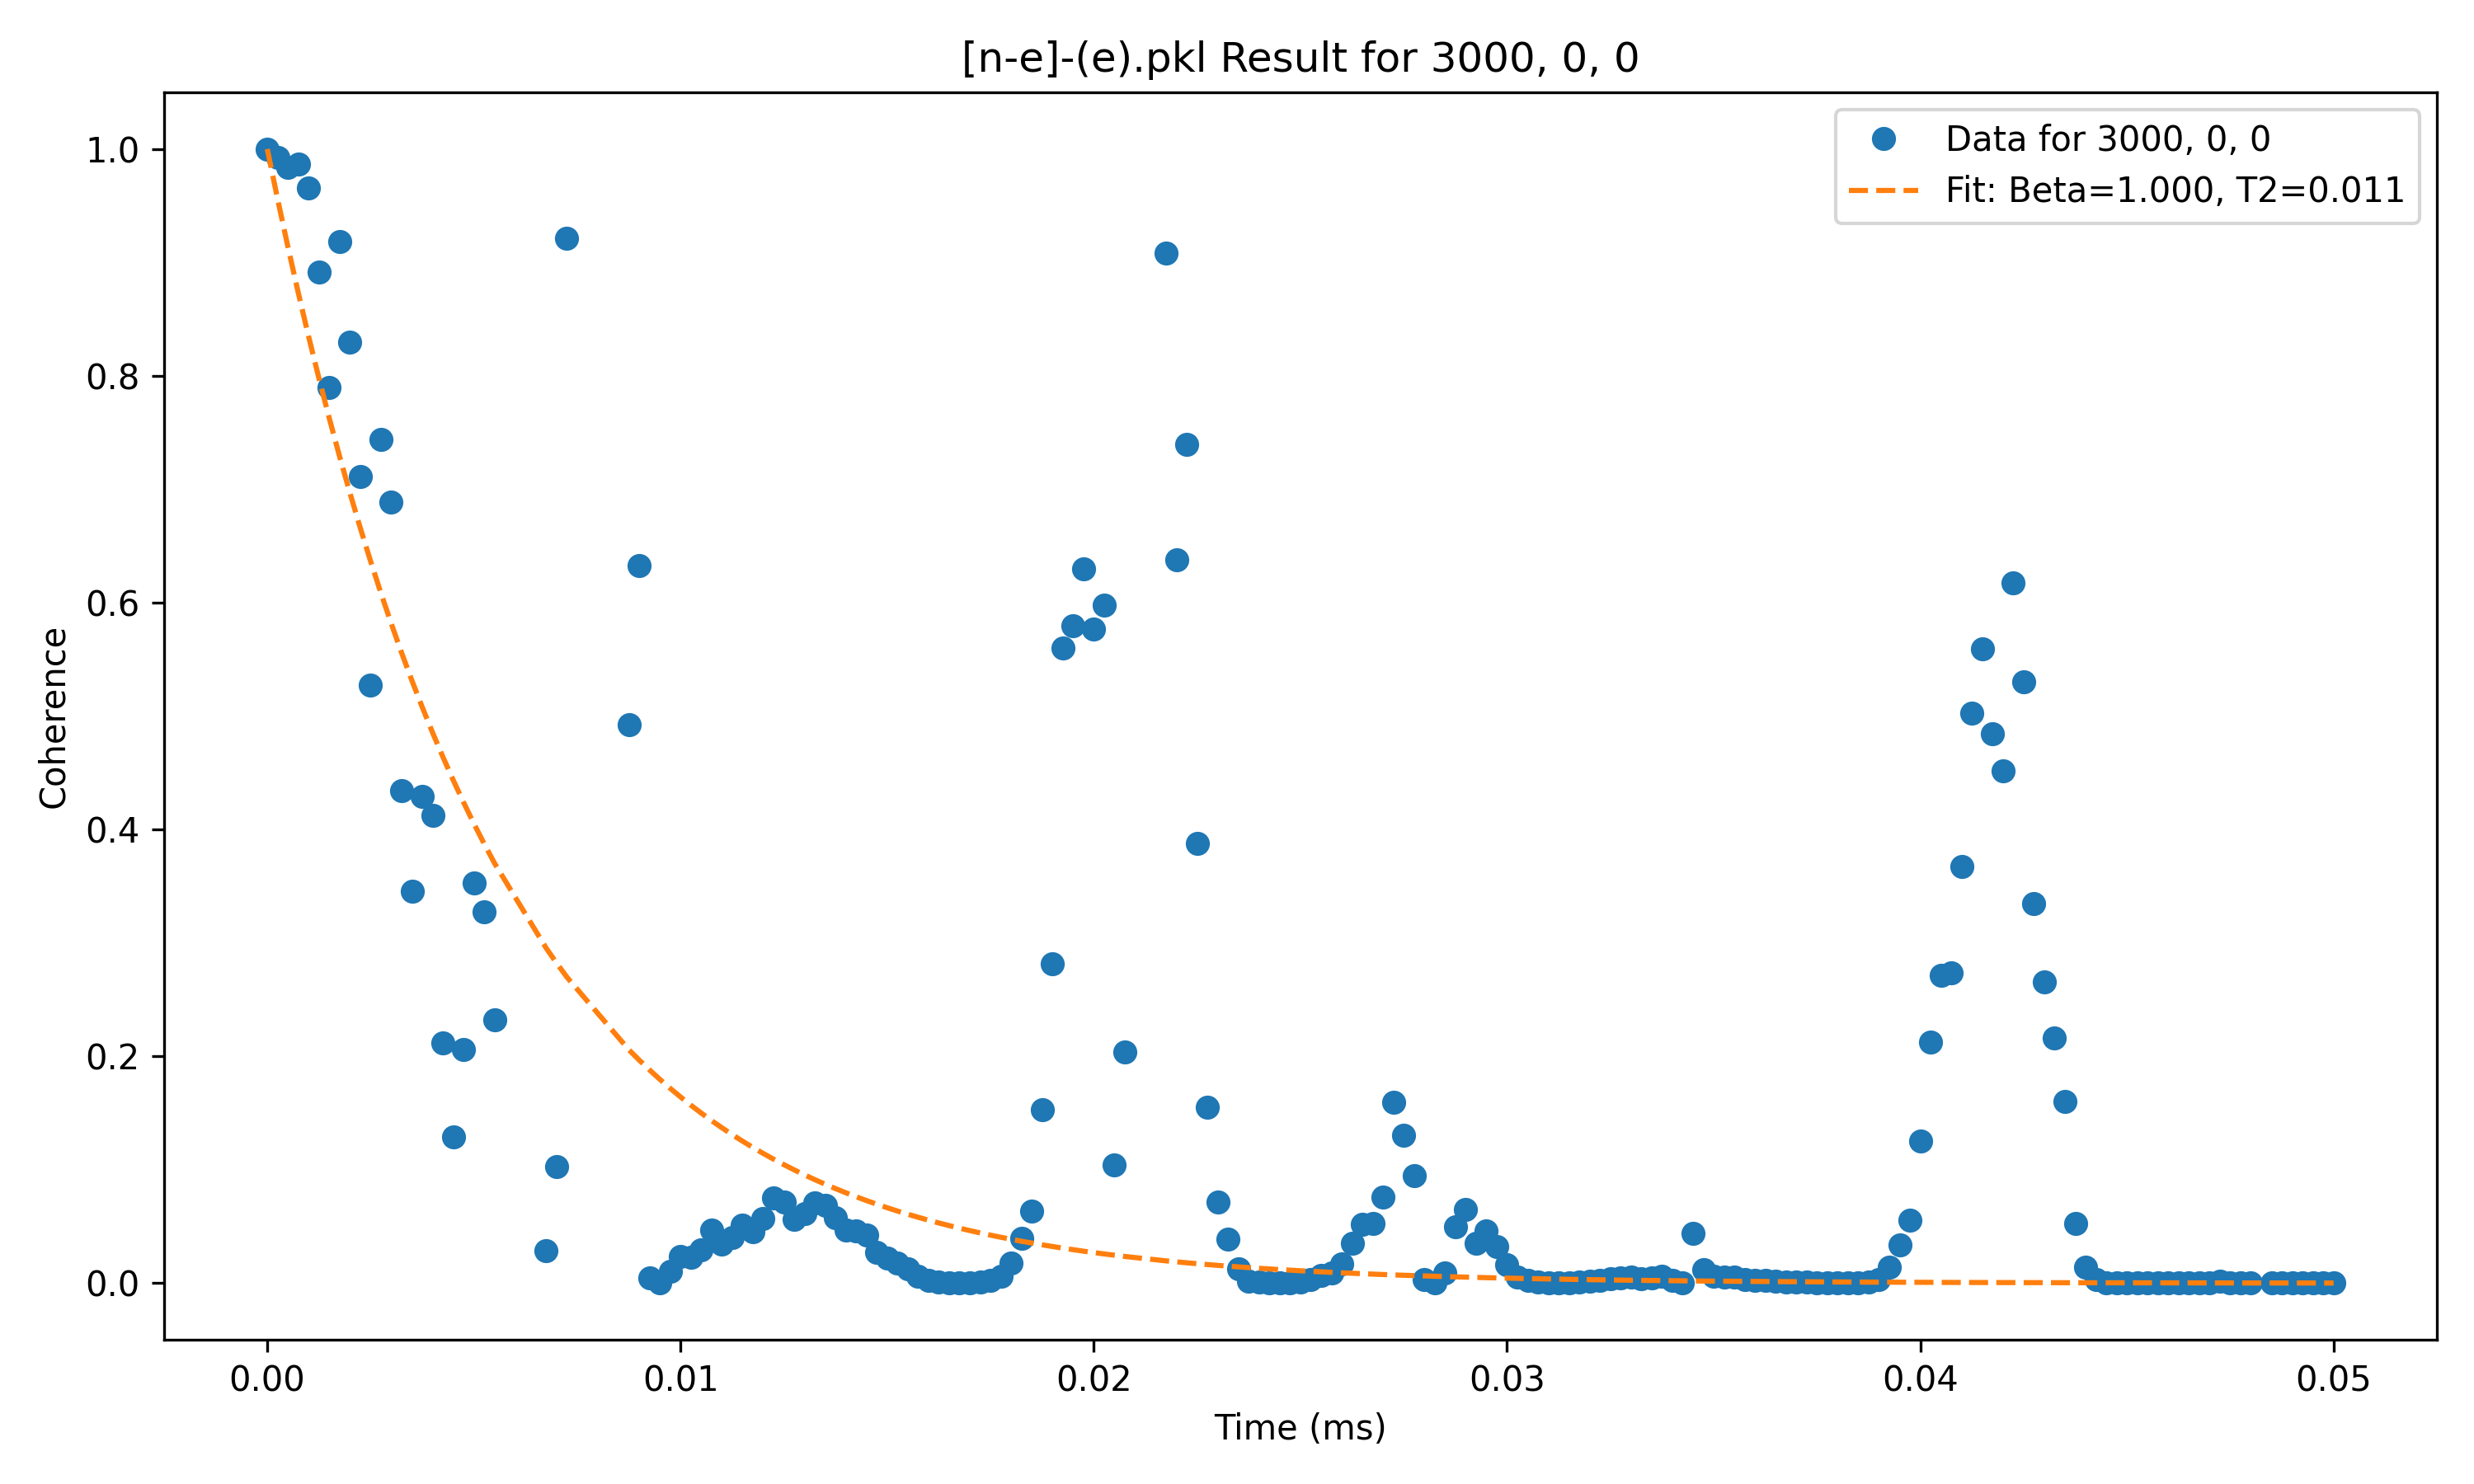 [n-e]-(e).pkl Result for 3000, 0, 0
Data for 3000, 0, 0
Fit: Beta=1.000, T2=0.011
Coherence
1.0
0.8
0.6
0.4
0.2
0.0
0.00
0.01
0.02
0.03
0.04
0.05
Time (ms)